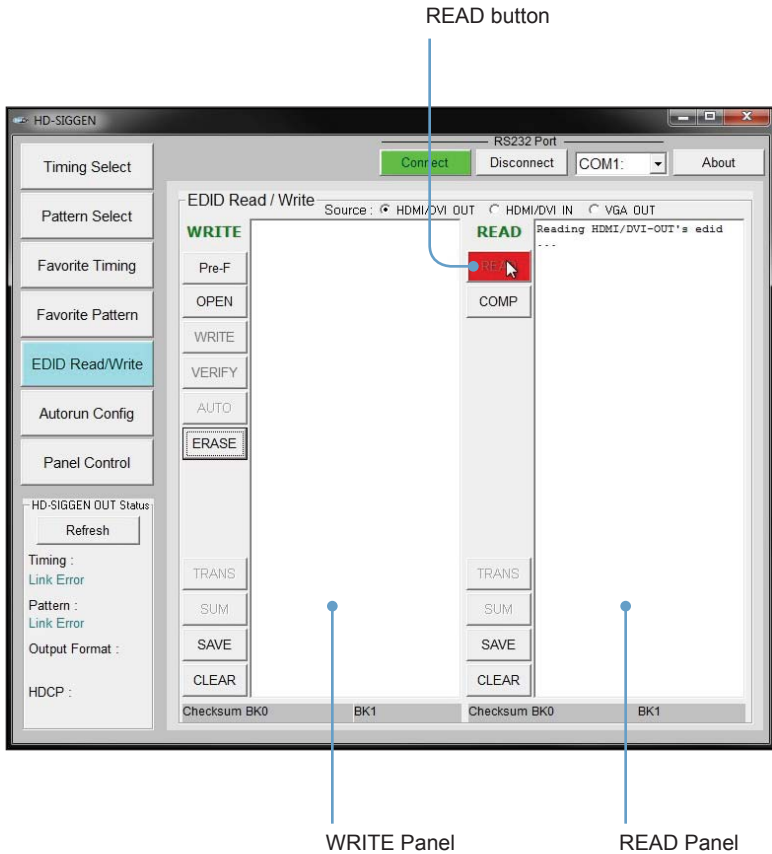 READ button
HD-SIGGEN
RS232 Port
Timing Select
Connect
Disconnect
COM1:
About
EDID Read / Write
Source : HDMI/DVI OUT HDMI/DVI IN VGA OUT
Pattern Select
WRITE
READ
Reading HDMI/DVI-OUT's edid
---
Favorite Timing
Pre-F
READ
OPEN
COMP
Favorite Pattern
WRITE
EDID Read/Write
VERIFY
Autorun Config
AUTO
ERASE
Panel Control
HD-SIGGEN OUT Status
Refresh
Timing :
Link Error
Pattern :
Link Error
Output Format :
HDCP :
TRANS
TRANS
SUM
SUM
SAVE
SAVE
CLEAR
CLEAR
Checksum BK0 BK1
Checksum BK0 BK1
WRITE Panel
READ Panel